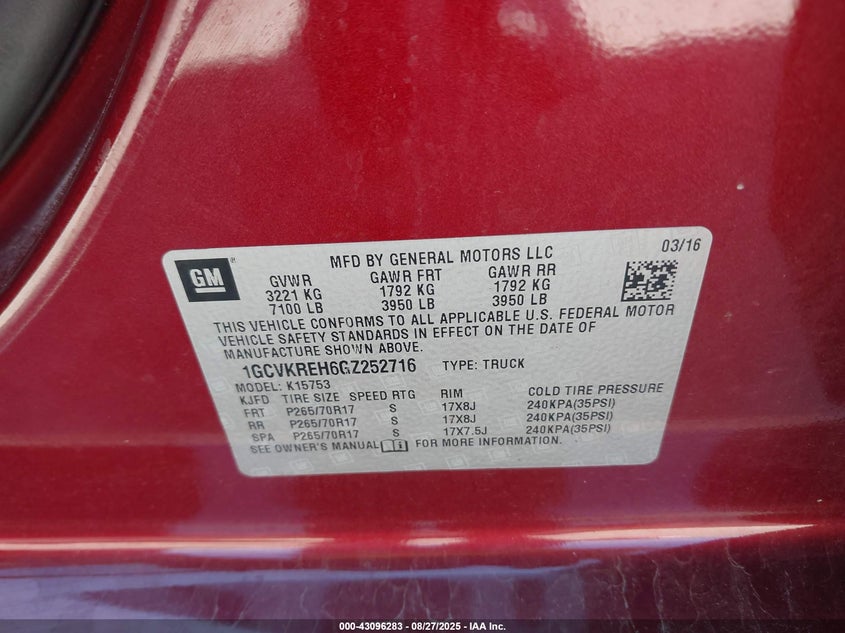 MFD BY GENERAL MOTORS LLC 03/16
GM ®
GVWR GAWR FRT GAWR RR
3221 KG 1792 KG 1792 KG
7100 LB 3950 LB 3950 LB
THIS VEHICLE CONFORMS TO ALL APPLICABLE U.S. FEDERAL MOTOR
VEHICLE SAFETY STANDARDS IN EFFECT ON THE DATE OF
MANUFACTURE SHOWN ABOVE.
1GCVKREH6GZ252716 TYPE: TRUCK
MODEL: K15753
KJFD TIRE SIZE SPEED RTG RIM COLD TIRE PRESSURE
FRT P265/70R17 S 17X8J 240KPA(35PSI)
RR P265/70R17 S 17X8J 240KPA(35PSI)
SPA P265/70R17 S 17X7.5J 240KPA(35PSI)
SEE OWNER'S MANUAL FOR MORE INFORMATION.
000-43096283 - 08/27/2025 - IAA Inc.